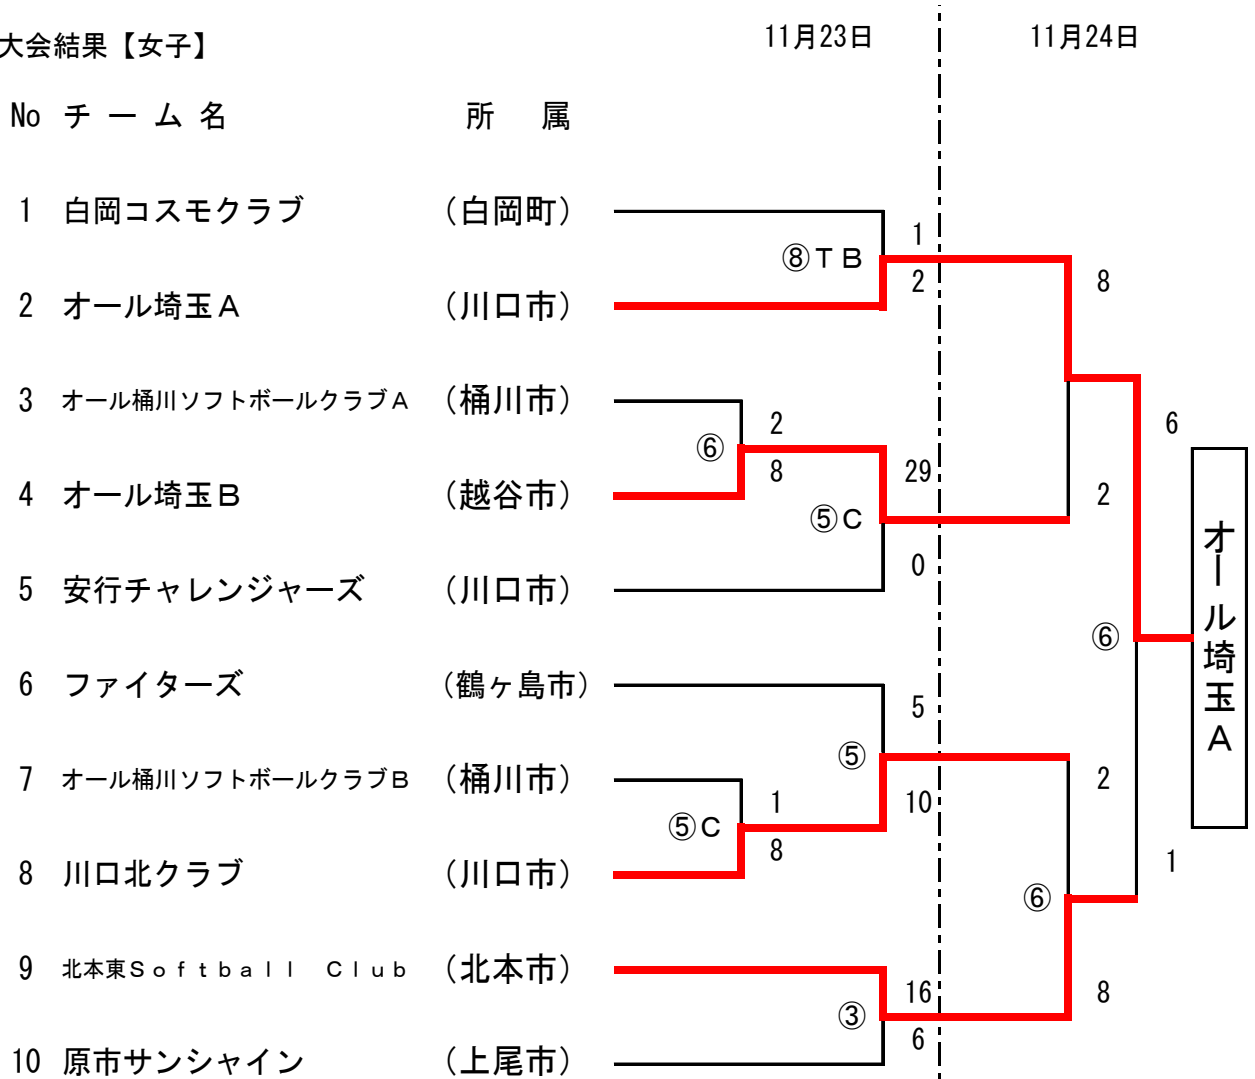 大会結果【女子】 11月23日 11月24日
No チーム名 所 属
1 白岡コスモクラブ （白岡町）
1
⑧ＴＢ
2 8
2 オール埼玉Ａ （川口市）
3 オール桶川ソフトボールクラブＡ （桶川市）
2 6
⑥
8 29
4 オール埼玉Ｂ （越谷市） 2
⑤Ｃ
0
5 安行チャレンジャーズ （川口市）
⑥
オール埼玉Ａ
6 ファイターズ （鶴ヶ島市）
5
⑤
7 オール桶川ソフトボールクラブＢ （桶川市） 2
1 10
⑤Ｃ
8 1
8 川口北クラブ （川口市）
⑥
9 北本東Ｓｏｆｔｂａｌｌ Ｃｌｕｂ （北本市）
16 8
③
6
10 原市サンシャイン （上尾市）